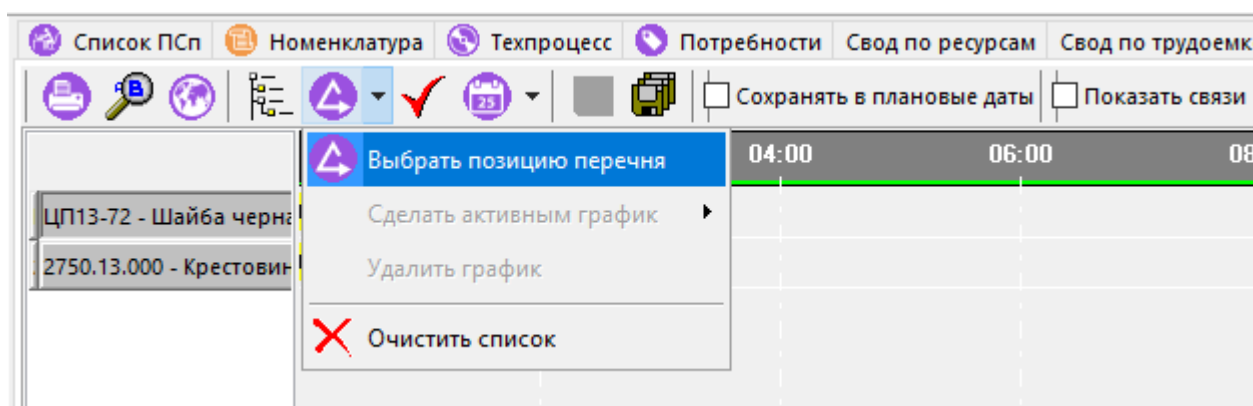 Список ПСп Номенклатура Техпроцесс Потребности Свод по ресурсам Свод по трудоемк
B 25 Сохранять в плановые даты Показать связи
Выбрать позицию перечня 04:00 06:00 08
ЦП13-72 - Шайба черна Сделать активным график
2750.13.000 - Крестовин Удалить график
Очистить список